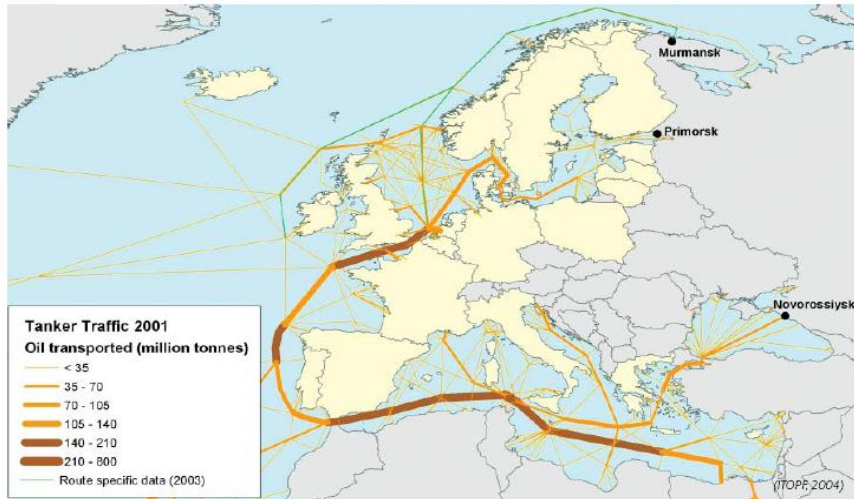 Murmansk
Primorsk
Novorossiysk
Tanker Traffic 2001
Oil transported (million tonnes)
< 35
35 - 70
70 - 105
105 - 140
140 - 210
210 - 800
Route specific data (2003)
(ITOPF, 2004)